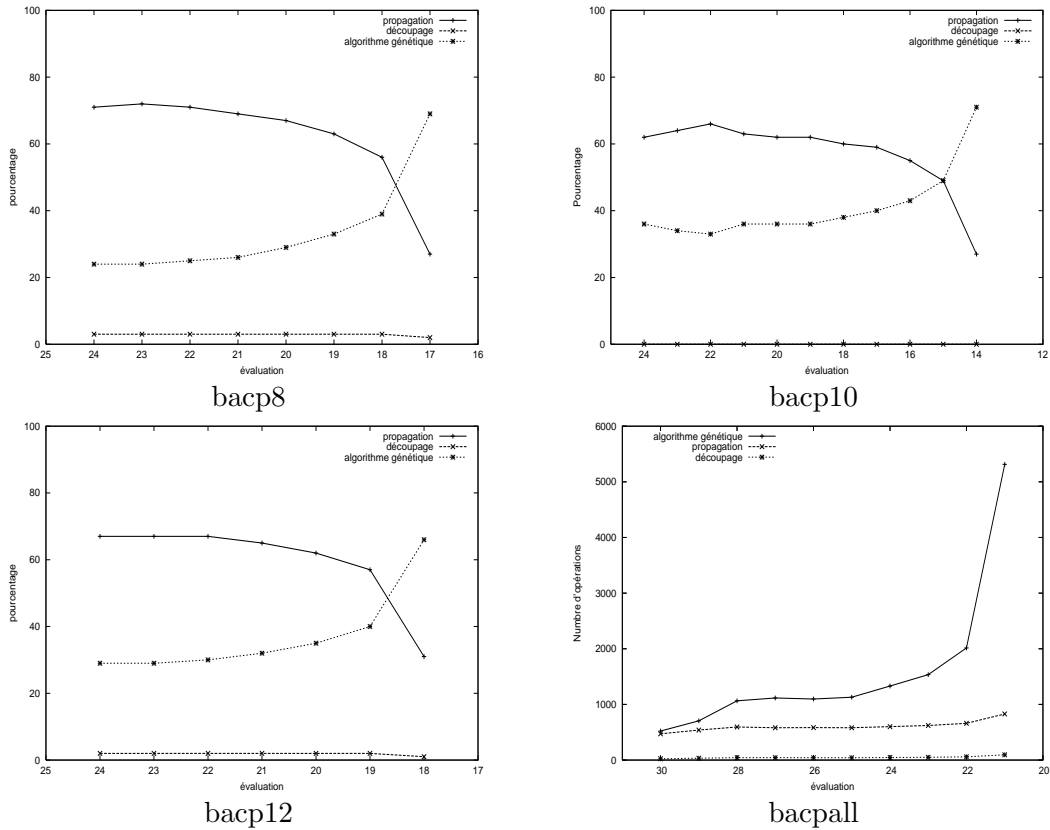 propagation
découpage
algorithme génétique
100
80
60
40
20
0
pourcentage
25 24 23 22 21 20 19 18 17 16
évaluation
bacp8
propagation
découpage
algorithme génétique
100
80
60
40
20
0
Pourcentage
24 22 20 18 16 14 12
évaluation
bacp10
propagation
découpage
algorithme génétique
100
80
60
40
20
0
pourcentage
25 24 23 22 21 20 19 18 17
évaluation
bacp12
algorithme génétique
propagation
découpage
6000
5000
4000
3000
2000
1000
0
Nombre d'opérations
30 28 26 24 22 20
évaluation
bacpall